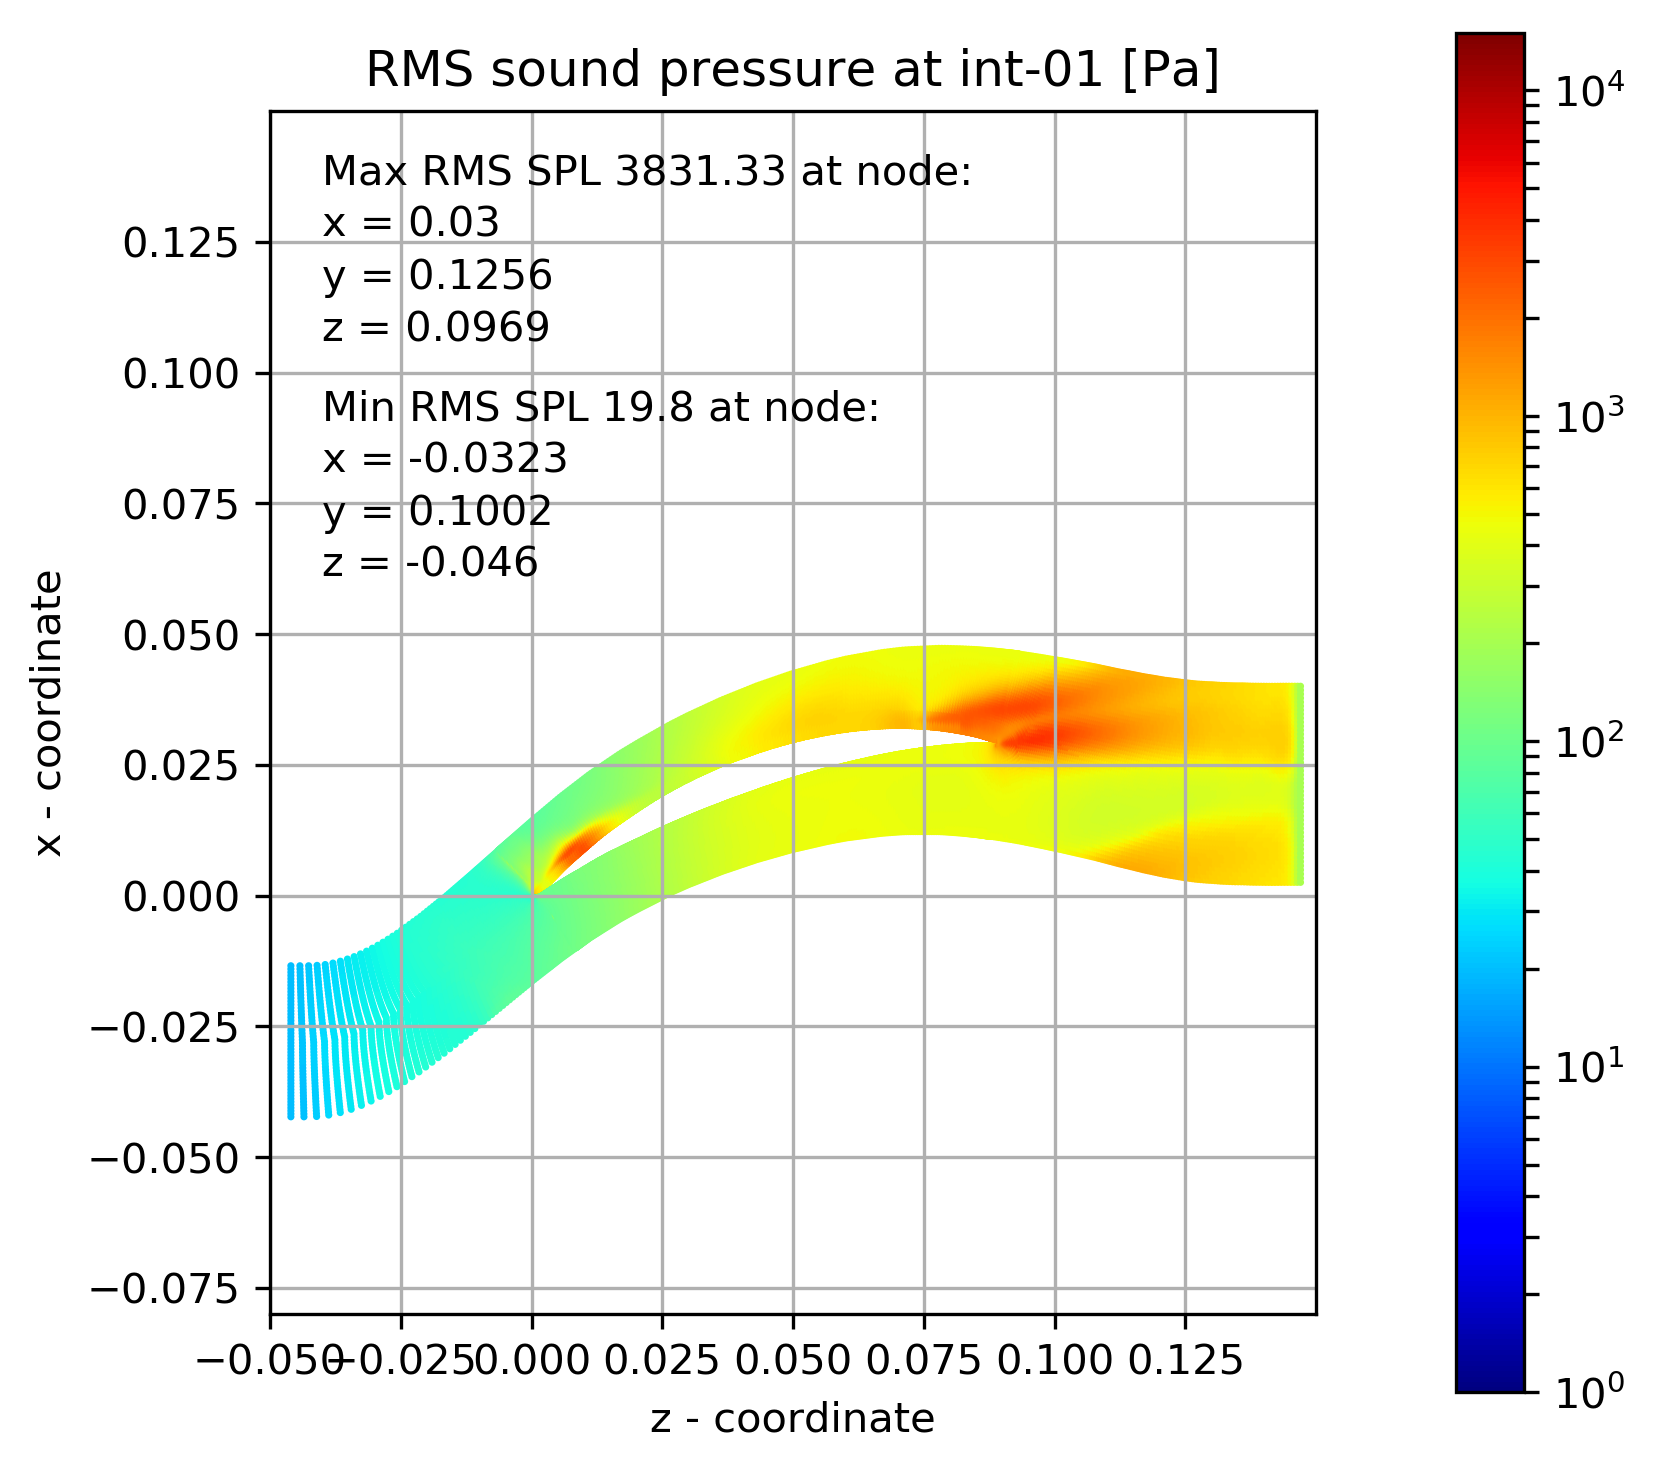 RMS sound pressure at int-01 [Pa]
Max RMS SPL 3831.33 at node:
x = 0.03
y = 0.1256
z = 0.0969
Min RMS SPL 19.8 at node:
x = -0.0323
y = 0.1002
z = -0.046
0.125
0.100
0.075
0.050
0.025
0.000
−0.025
−0.050
−0.075
x - coordinate
−0.050 −0.025 0.000 0.025 0.050 0.075 0.100 0.125
z - coordinate
10⁴
10³
10²
10¹
10⁰